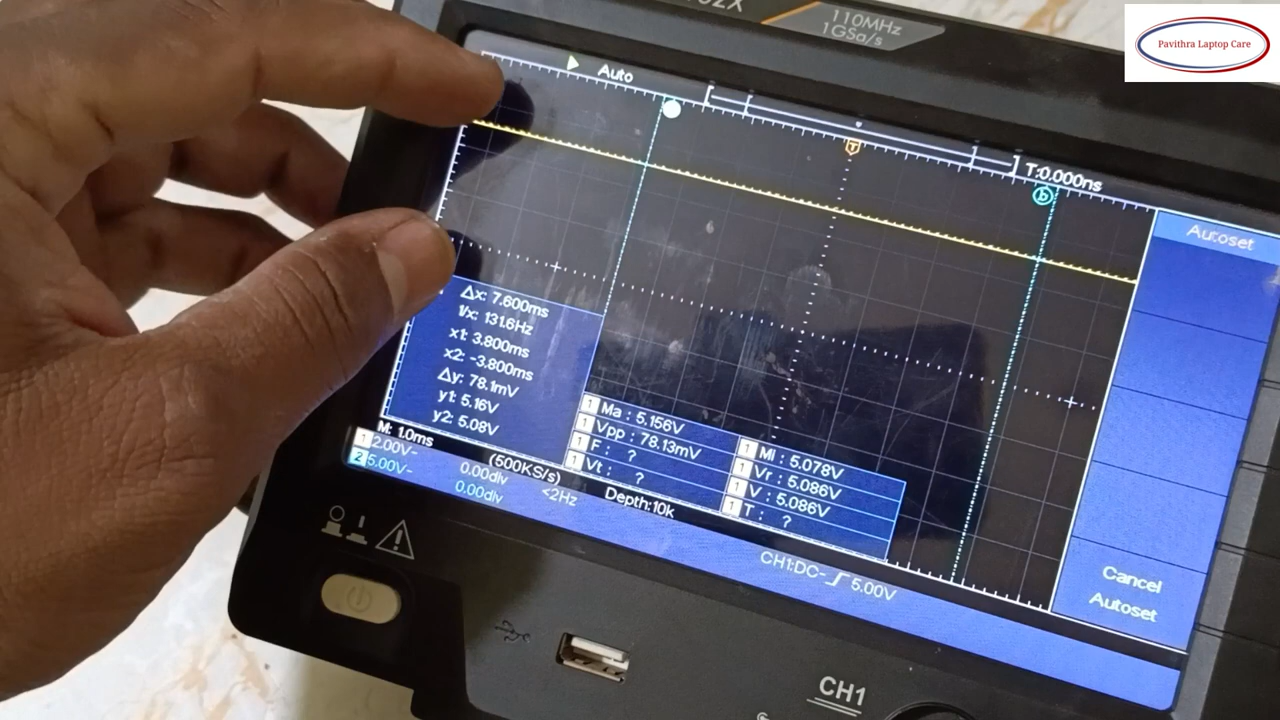 110MHz
1GSa/s
Pavithra Laptop Care
Auto
T:0.000ns
b
T
Autoset
Δx: 7.600ms
1/x: 131.6Hz
x1: 3.800ms
x2: -3.800ms
Δy: 78.1mV
y1: 5.16V
y2: 5.08V
1 Ma : 5.156V
1 Vpp : 78.13mV
1 F : ?
1 Vt : ?
1 Mi : 5.078V
1 Vr : 5.086V
1 V : 5.086V
1 T : ?
M: 1.0ms
(500KS/s)
Depth:10k
1 2.00V~ 0.00div
2 5.00V~ 0.00div
<2Hz
CH1:DC- 5.00V
Cancel
Autoset
CH1